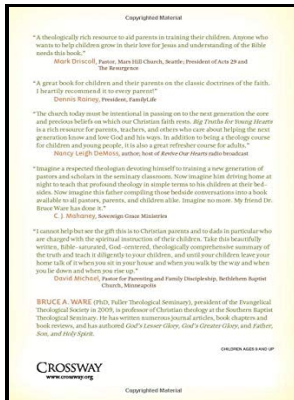 Copyrighted Material
"A theologically rich resource to aid parents in training their children. Anyone who
wants to help children grow in their love for Jesus and understanding of the Bible
needs this book."
Mark Driscoll, Pastor, Mars Hill Church, Seattle; President of Acts 29 and
The Resurgence
"A great book for children and their parents on the classic doctrines of the faith.
I heartily recommend it to every parent!"
Dennis Rainey, President, FamilyLife
"The church today must be intentional in passing on to the next generation the core
and precious beliefs on which our Christian faith rests. Big Truths for Young Hearts
is a rich resource for parents, teachers, and others who care about helping the next
generation know and love God and his ways. In addition to being a theology course
for children and young people, it is also a great refresher course for adults."
Nancy Leigh DeMoss, author; host of Revive Our Hearts radio broadcast
"Imagine a respected theologian devoting himself to training a new generation of
pastors and scholars in the seminary classroom. Now imagine him driving home at
night to teach that profound theology in simple terms to his children at their bed-
sides. Now imagine this father compiling those bedside conversations into a book
available to all pastors, parents, and children alike. Imagine no more. My friend Dr.
Bruce Ware has done it."
C. J. Mahaney, Sovereign Grace Ministries
"I cannot help but see the gift this is to Christian parents and to dads in particular who
are charged with the spiritual instruction of their children. Take this beautifully
written, Bible-saturated, God-centered, theologically comprehensive summary of
the truth and teach it diligently to your children, and until your children leave your
home talk of it when you sit in your house and when you walk by the way and when
you lie down and when you rise up."
David Michael, Pastor for Parenting and Family Discipleship, Bethlehem Baptist
Church, Minneapolis
BRUCE A. WARE (PhD, Fuller Theological Seminary), president of the Evangelical
Theological Society in 2009, is professor of Christian theology at the Southern Baptist
Theological Seminary. He has written numerous journal articles, book chapters and
book reviews, and has authored God's Lesser Glory, God's Greater Glory, and Father,
Son, and Holy Spirit.
CHILDREN AGES 6 AND UP
CROSSWAY
www.crossway.org
Copyrighted Material